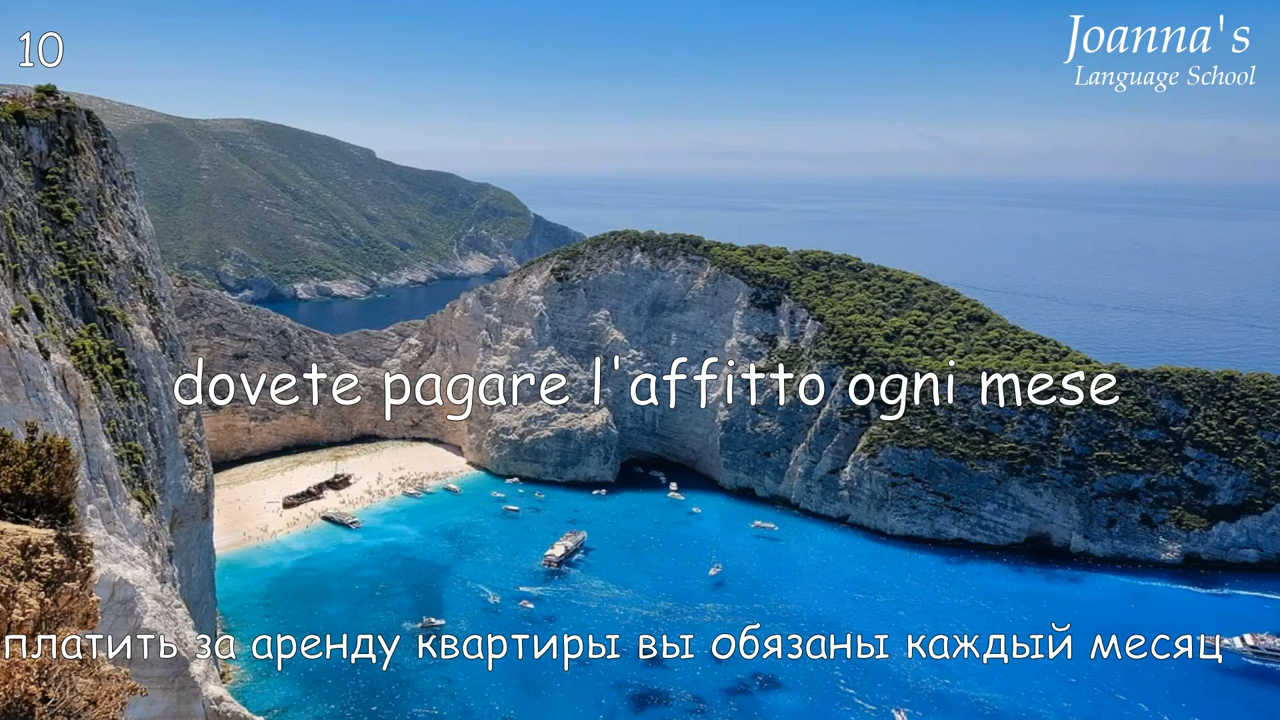 10
Joanna's
Language School
dovete pagare l'affitto ogni mese
платить за аренду квартиры вы обязаны каждый месяц